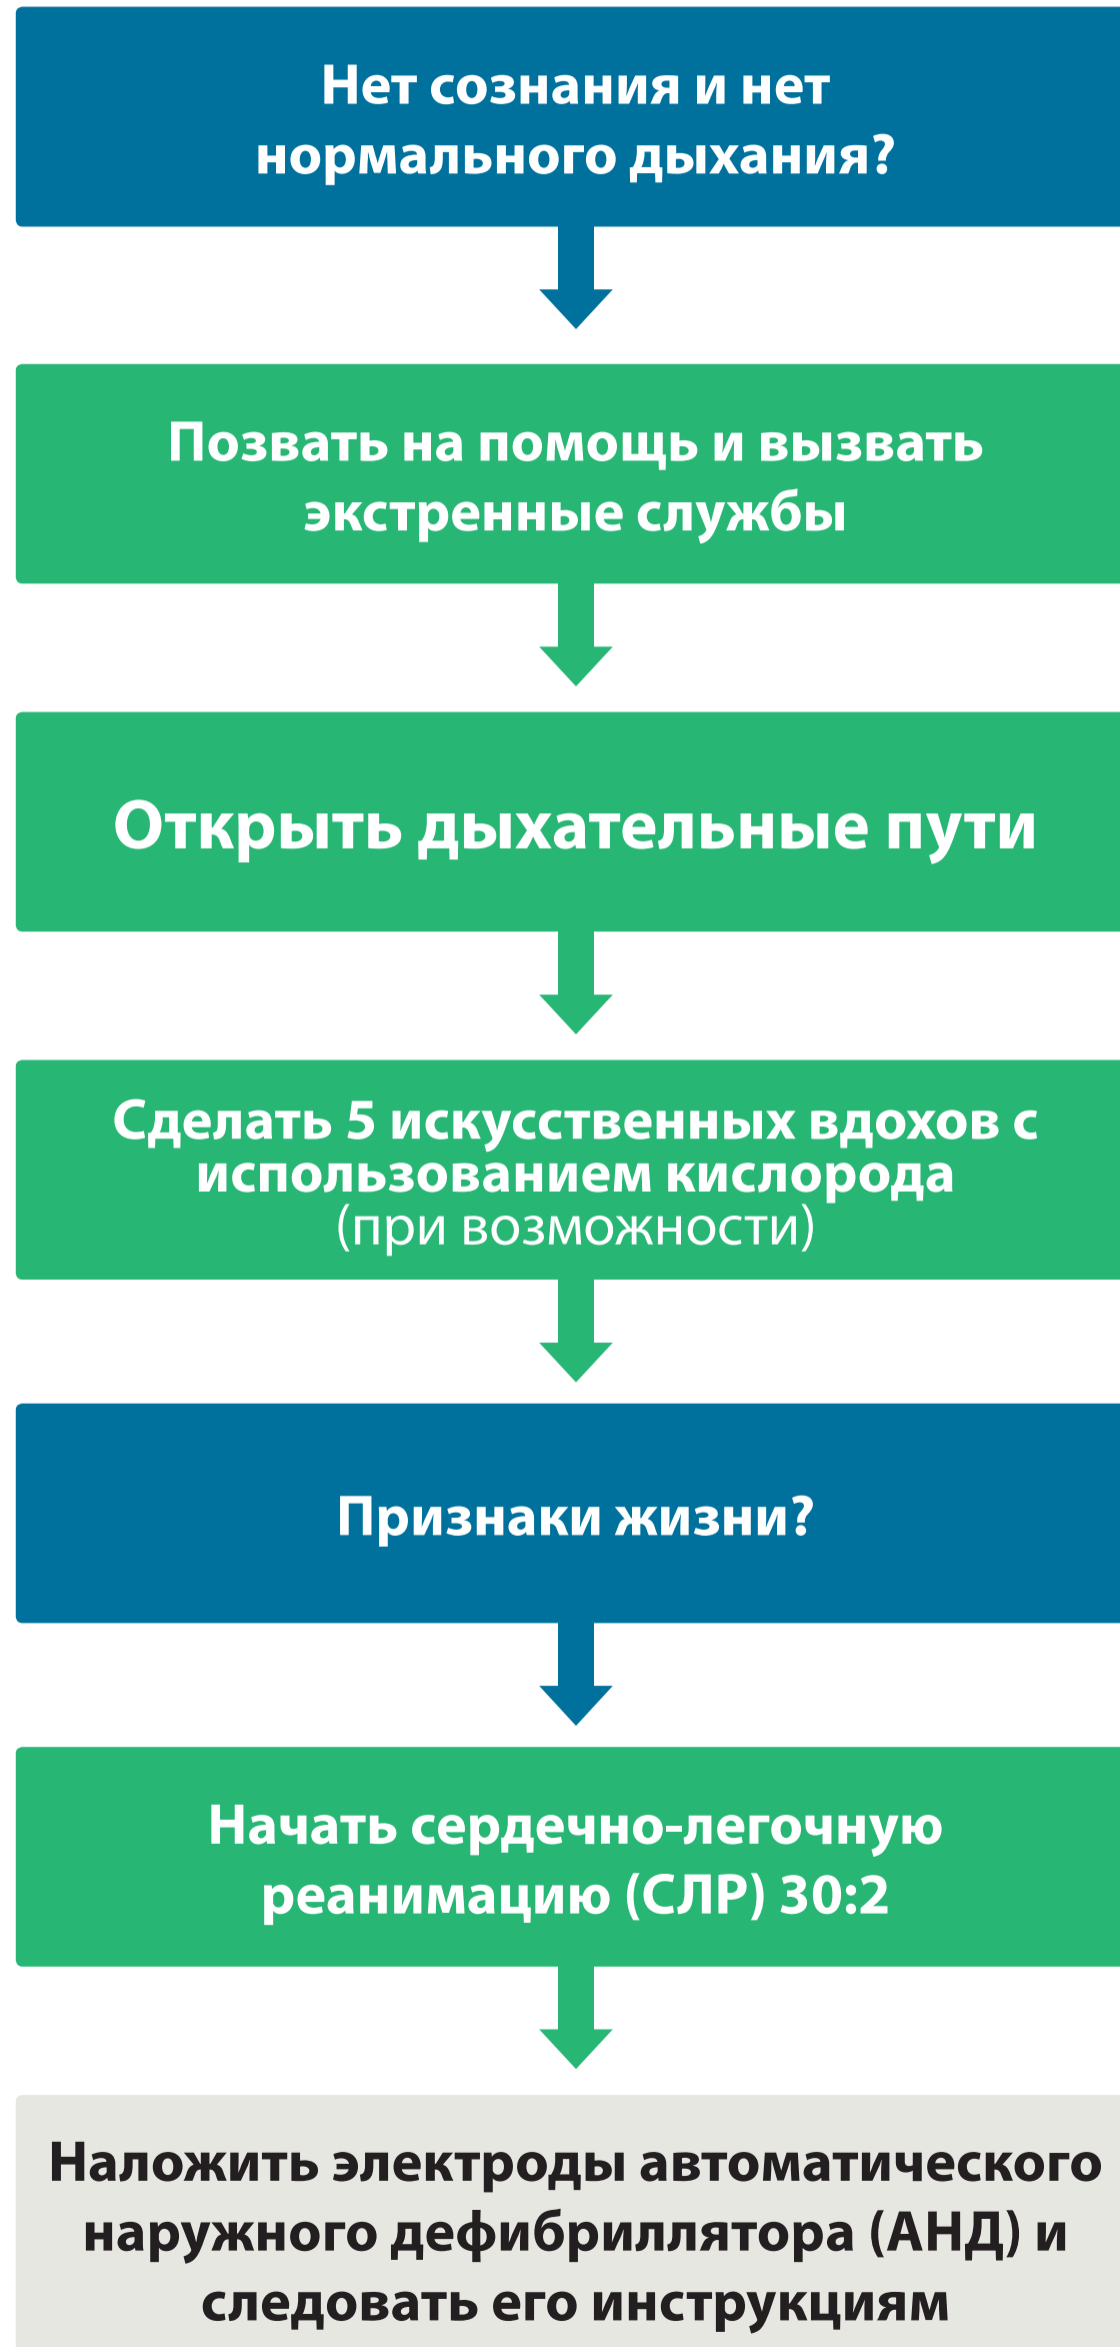 Нет сознания и нет
нормального дыхания?
Позвать на помощь и вызвать
экстренные службы
Открыть дыхательные пути
Сделать 5 искусственных вдохов с
использованием кислорода
(при возможности)
Признаки жизни?
Начать сердечно-легочную
реанимацию (СЛР) 30:2
Наложить электроды автоматического
наружного дефибриллятора (АНД) и
следовать его инструкциям